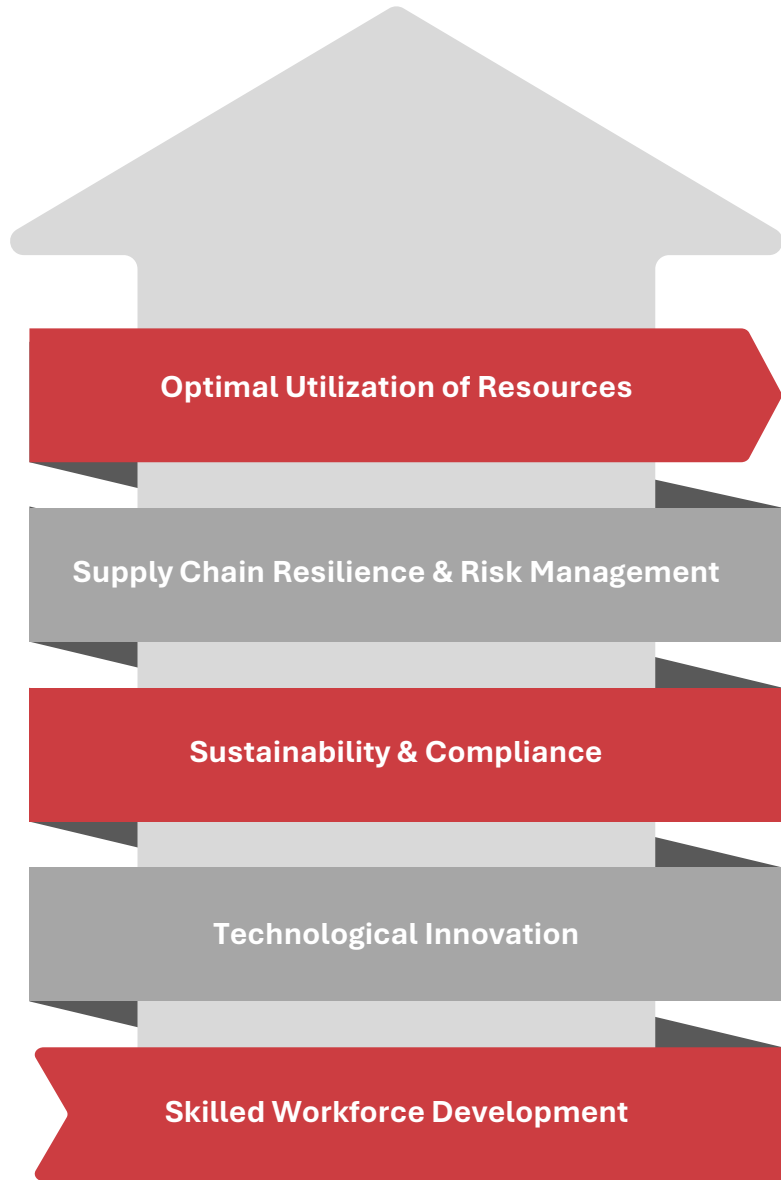 Optimal Utilization of Resources
Supply Chain Resilience & Risk Management
Sustainability & Compliance
Technological Innovation
Skilled Workforce Development